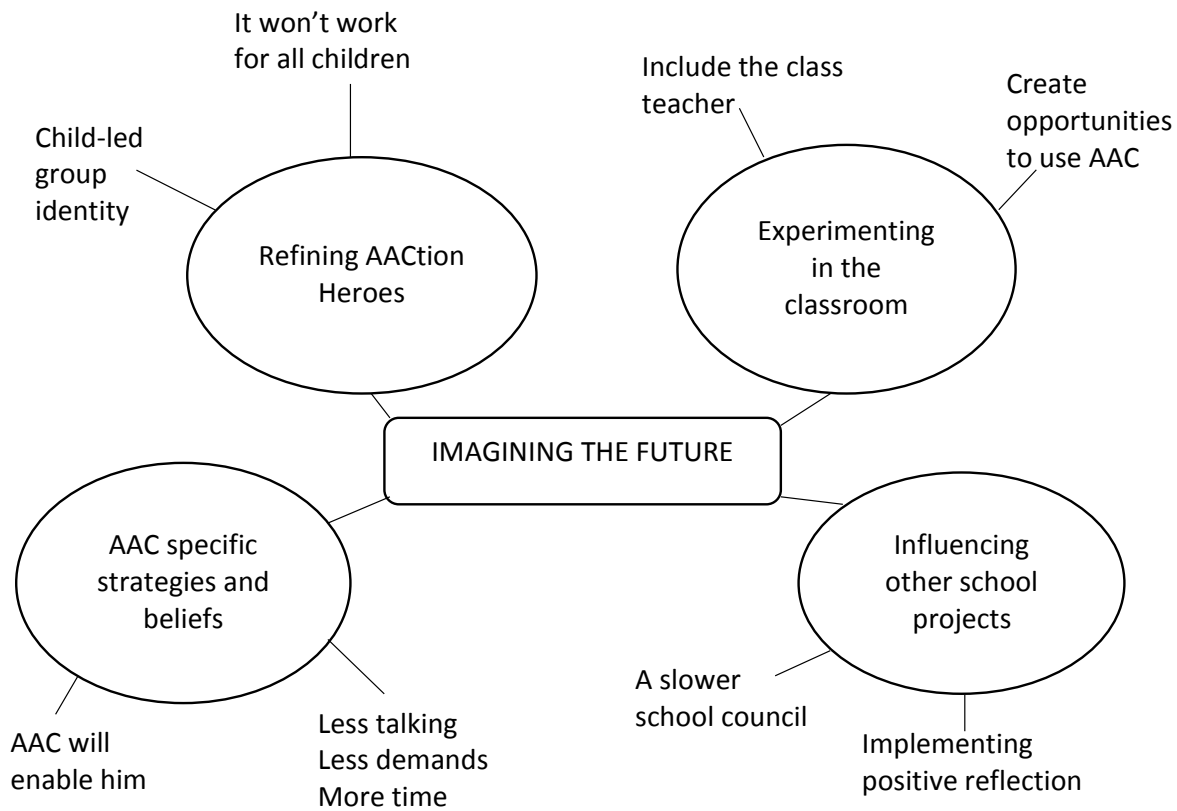 It won’t work
for all children
Child-led
group
identity
Refining AACtion
Heroes
Include the class
teacher
Create
opportunities
to use AAC
Experimenting
in the
classroom
IMAGINING THE FUTURE
AAC specific
strategies and
beliefs
AAC will
enable him
Less talking
Less demands
More time
Influencing
other school
projects
A slower
school council
Implementing
positive reflection